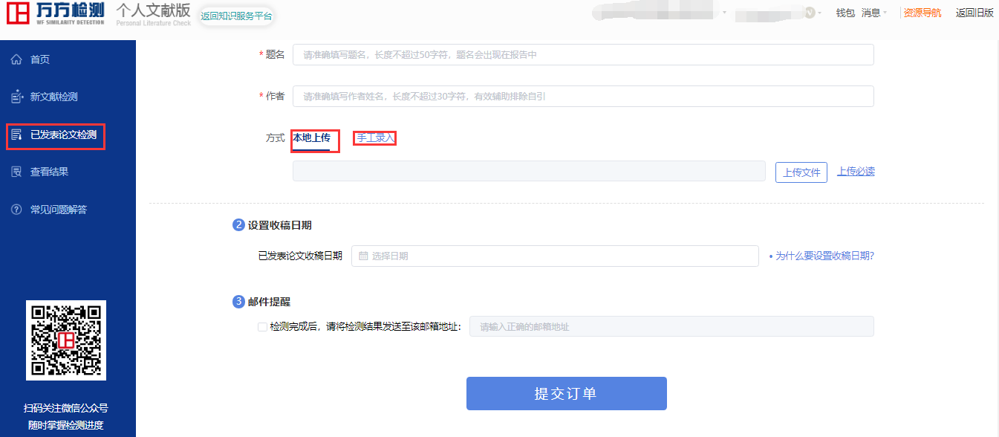 万方检测 个人文献版 返回知识服务平台 钱包 消息 资源导航 返回旧版
WF SIMILARITY DETECTION Personal Literature Check
首页
新文献检测
已发表论文检测
查看结果
常见问题解答
扫码关注微信公众号
随时掌握检测进度
* 题名 请准确填写题名，长度不超过50字符，题名会出现在报告中
* 作者 请准确填写作者姓名，长度不超过30字符，有效辅助排除自引
方式 本地上传 手工录入
上传文件 上传必读
2 设置收稿日期
已发表论文收稿日期 选择日期 • 为什么要设置收稿日期?
3 邮件提醒
检测完成后，请将检测结果发送至该邮箱地址： 请输入正确的邮箱地址
提交订单